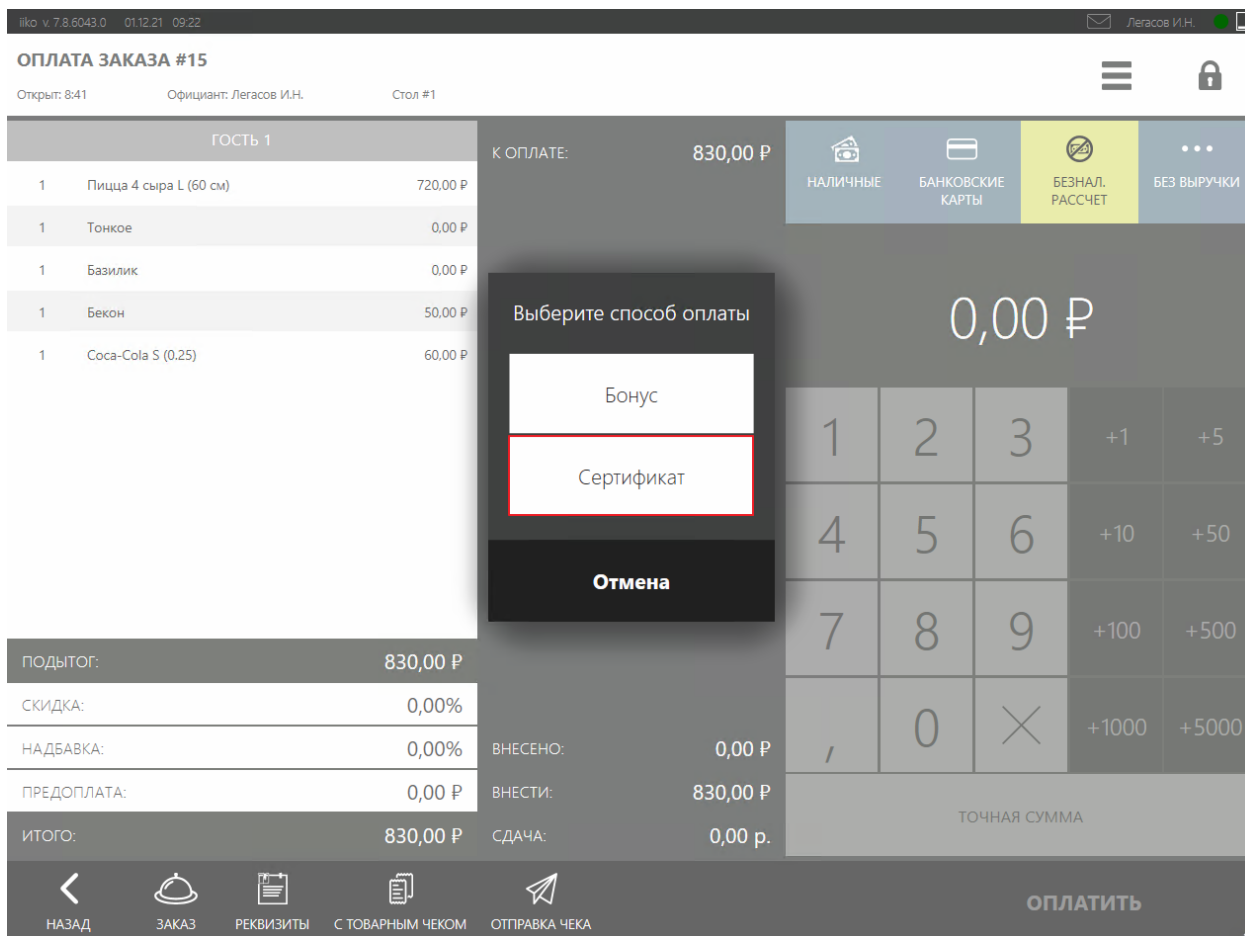 iiko v. 7.8.6043.0 01.12.21 09:22 Легасов И.Н.
ОПЛАТА ЗАКАЗА #15
Открыт: 8:41 Официант: Легасов И.Н. Стол #1
ГОСТЬ 1
1 Пицца 4 сыра L (60 см) 720,00 ₽
1 Тонкое 0,00 ₽
1 Базилик 0,00 ₽
1 Бекон 50,00 ₽
1 Coca-Cola S (0.25) 60,00 ₽
ПОДЫТОГ: 830,00 ₽
СКИДКА: 0,00%
НАДБАВКА: 0,00%
ПРЕДОПЛАТА: 0,00 ₽
ИТОГО: 830,00 ₽
К ОПЛАТЕ: 830,00 ₽
Выберите способ оплаты
Бонус
Сертификат
Отмена
ВНЕСЕНО: 0,00 ₽
ВНЕСТИ: 830,00 ₽
СДАЧА: 0,00 р.
НАЛИЧНЫЕ
БАНКОВСКИЕ
КАРТЫ
БЕЗНАЛ.
РАССЧЕТ
БЕЗ ВЫРУЧКИ
0,00 ₽
1 2 3 +1 +5
4 5 6 +10 +50
7 8 9 +100 +500
, 0 +1000 +5000
ТОЧНАЯ СУММА
НАЗАД
ЗАКАЗ
РЕКВИЗИТЫ
С ТОВАРНЫМ ЧЕКОМ
ОТПРАВКА ЧЕКА
ОПЛАТИТЬ